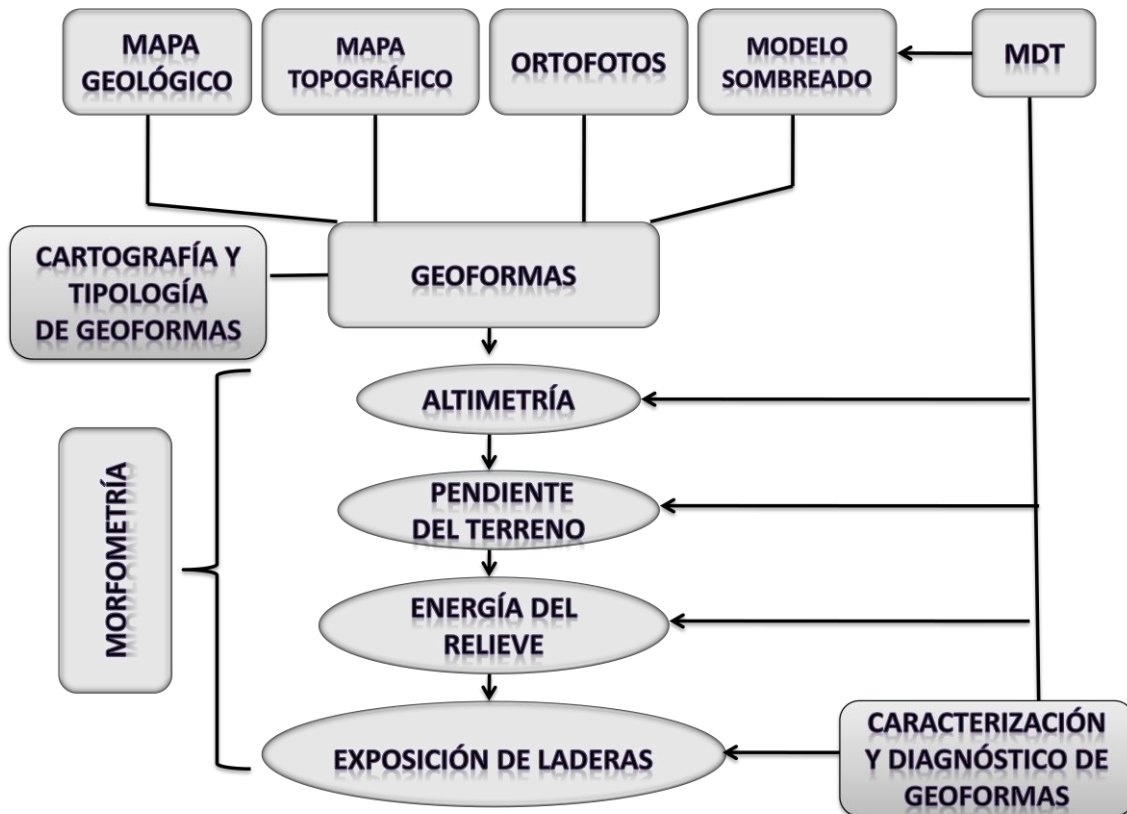 MAPA
GEOLÓGICO
MAPA
TOPOGRÁFICO
ORTOFOTOS
MODELO
SOMBREADO
MDT
CARTOGRAFÍA Y
TIPOLOGÍA
DE GEOFORMAS
GEOFORMAS
ALTIMETRÍA
MORFOMETRÍA
PENDIENTE
DEL TERRENO
ENERGÍA DEL
RELIEVE
EXPOSICIÓN DE LADERAS
CARACTERIZACIÓN
Y DIAGNÓSTICO DE
GEOFORMAS